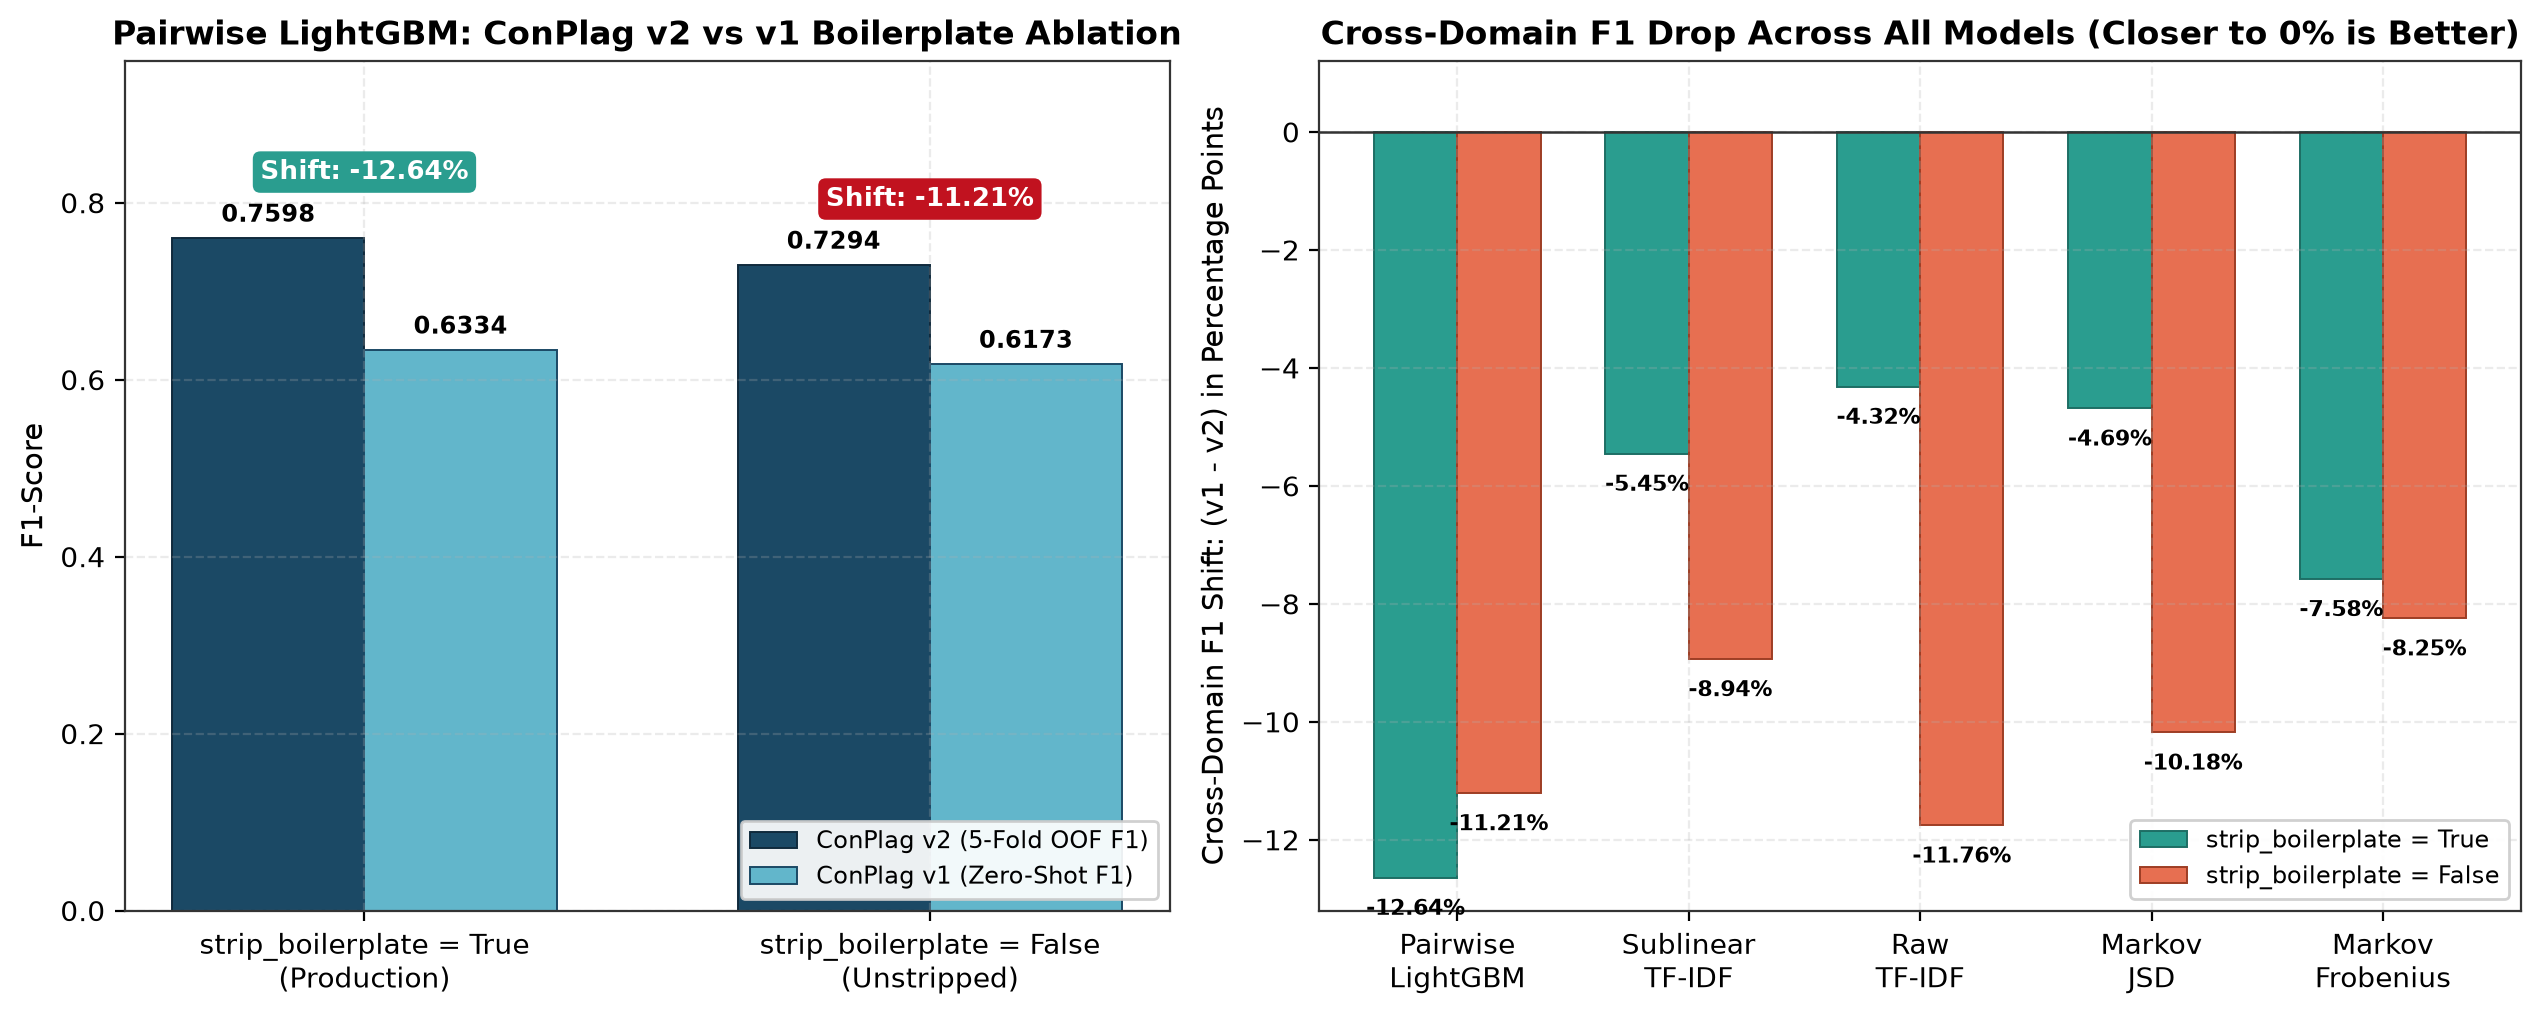 Pairwise LightGBM: ConPlag v2 vs v1 Boilerplate Ablation
F1-Score
0.8
0.6
0.4
0.2
0.0
Shift: -12.64%
0.7598
0.6334
Shift: -11.21%
0.7294
0.6173
ConPlag v2 (5-Fold OOF F1)
ConPlag v1 (Zero-Shot F1)
strip_boilerplate = True
(Production)
strip_boilerplate = False
(Unstripped)
Cross-Domain F1 Drop Across All Models (Closer to 0% is Better)
Cross-Domain F1 Shift: (v1 - v2) in Percentage Points
0
−2
−4
−6
−8
−10
−12
-12.64%
-11.21%
-5.45%
-8.94%
-4.32%
-11.76%
-4.69%
-10.18%
-7.58%
-8.25%
strip_boilerplate = True
strip_boilerplate = False
Pairwise
LightGBM
Sublinear
TF-IDF
Raw
TF-IDF
Markov
JSD
Markov
Frobenius